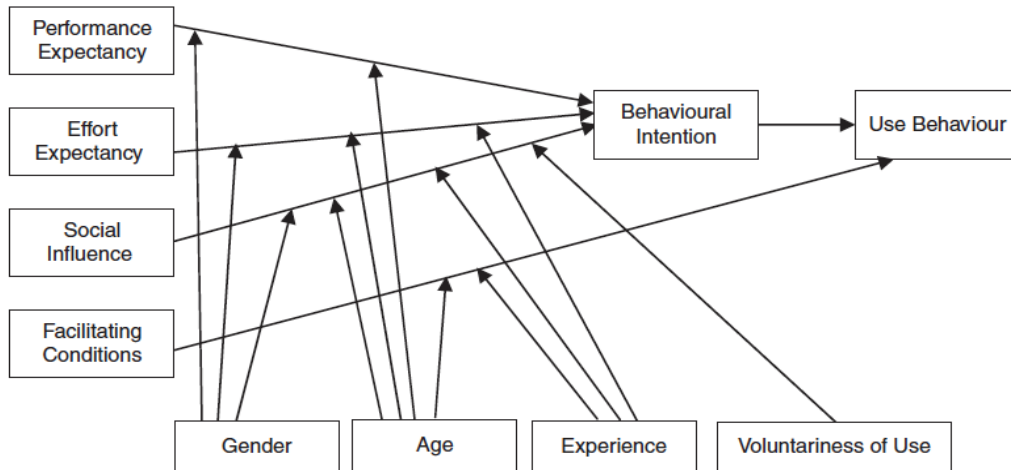 Performance
Expectancy
Effort
Expectancy
Social
Influence
Facilitating
Conditions
Behavioural
Intention
Use Behaviour
Gender
Age
Experience
Voluntariness of Use